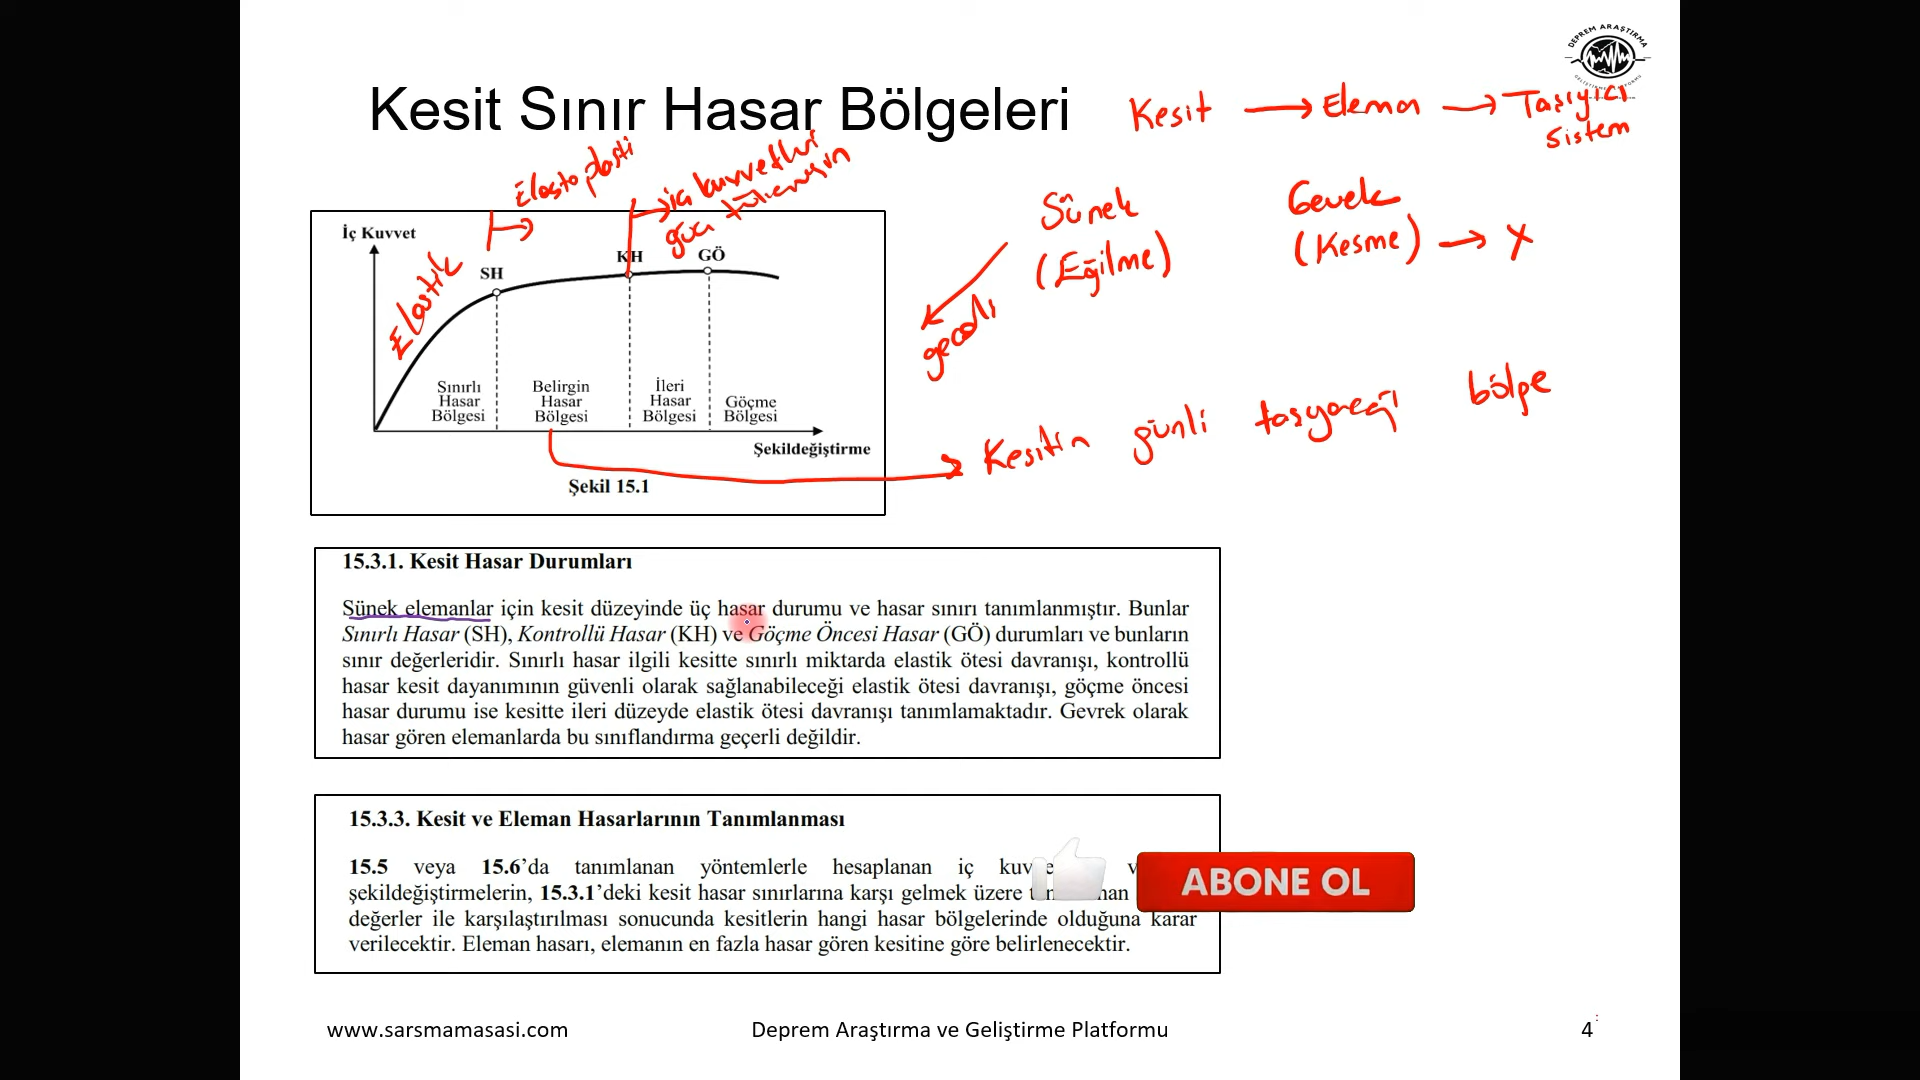 DEPREM ARAŞTIRMA
Kesit Sınır Hasar Bölgeleri
Kesit → Eleman → Taşıyıcı
Sistem
Elastoplasti
iç kuvvetleri
gücü tükenmişin
Sünek
(Eğilme)
Gevrek
(Kesme) → X
İç Kuvvet
Elastik
SH
KH
GÖ
Sınırlı
Hasar
Bölgesi
Belirgin
Hasar
Bölgesi
İleri
Hasar
Bölgesi
Göçme
Bölgesi
Şekildeğiştirme
Şekil 15.1
Kesitin günli taşyacağı bölge
15.3.1. Kesit Hasar Durumları
Sünek elemanlar için kesit düzeyinde üç hasar durumu ve hasar sınırı tanımlanmıştır. Bunlar
Sınırlı Hasar (SH), Kontrollü Hasar (KH) ve Göçme Öncesi Hasar (GÖ) durumları ve bunların
sınır değerleridir. Sınırlı hasar ilgili kesitte sınırlı miktarda elastik ötesi davranışı, kontrollü
hasar kesit dayanımının güvenli olarak sağlanabileceği elastik ötesi davranışı, göçme öncesi
hasar durumu ise kesitte ileri düzeyde elastik ötesi davranışı tanımlamaktadır. Gevrek olarak
hasar gören elemanlarda bu sınıflandırma geçerli değildir.
15.3.3. Kesit ve Eleman Hasarlarının Tanımlanması
15.5 veya 15.6’da tanımlanan yöntemlerle hesaplanan iç
şekildeğiştirmelerin, 15.3.1’deki kesit hasar sınırlarına karşı gelmek üzere
değerler ile karşılaştırılması sonucunda kesitlerin hangi hasar bölgelerinde olduğuna karar
verilecektir. Eleman hasarı, elemanın en fazla hasar gören kesitine göre belirlenecektir.
ABONE OL
www.sarsmamasasi.com
Deprem Araştırma ve Geliştirme Platformu
4